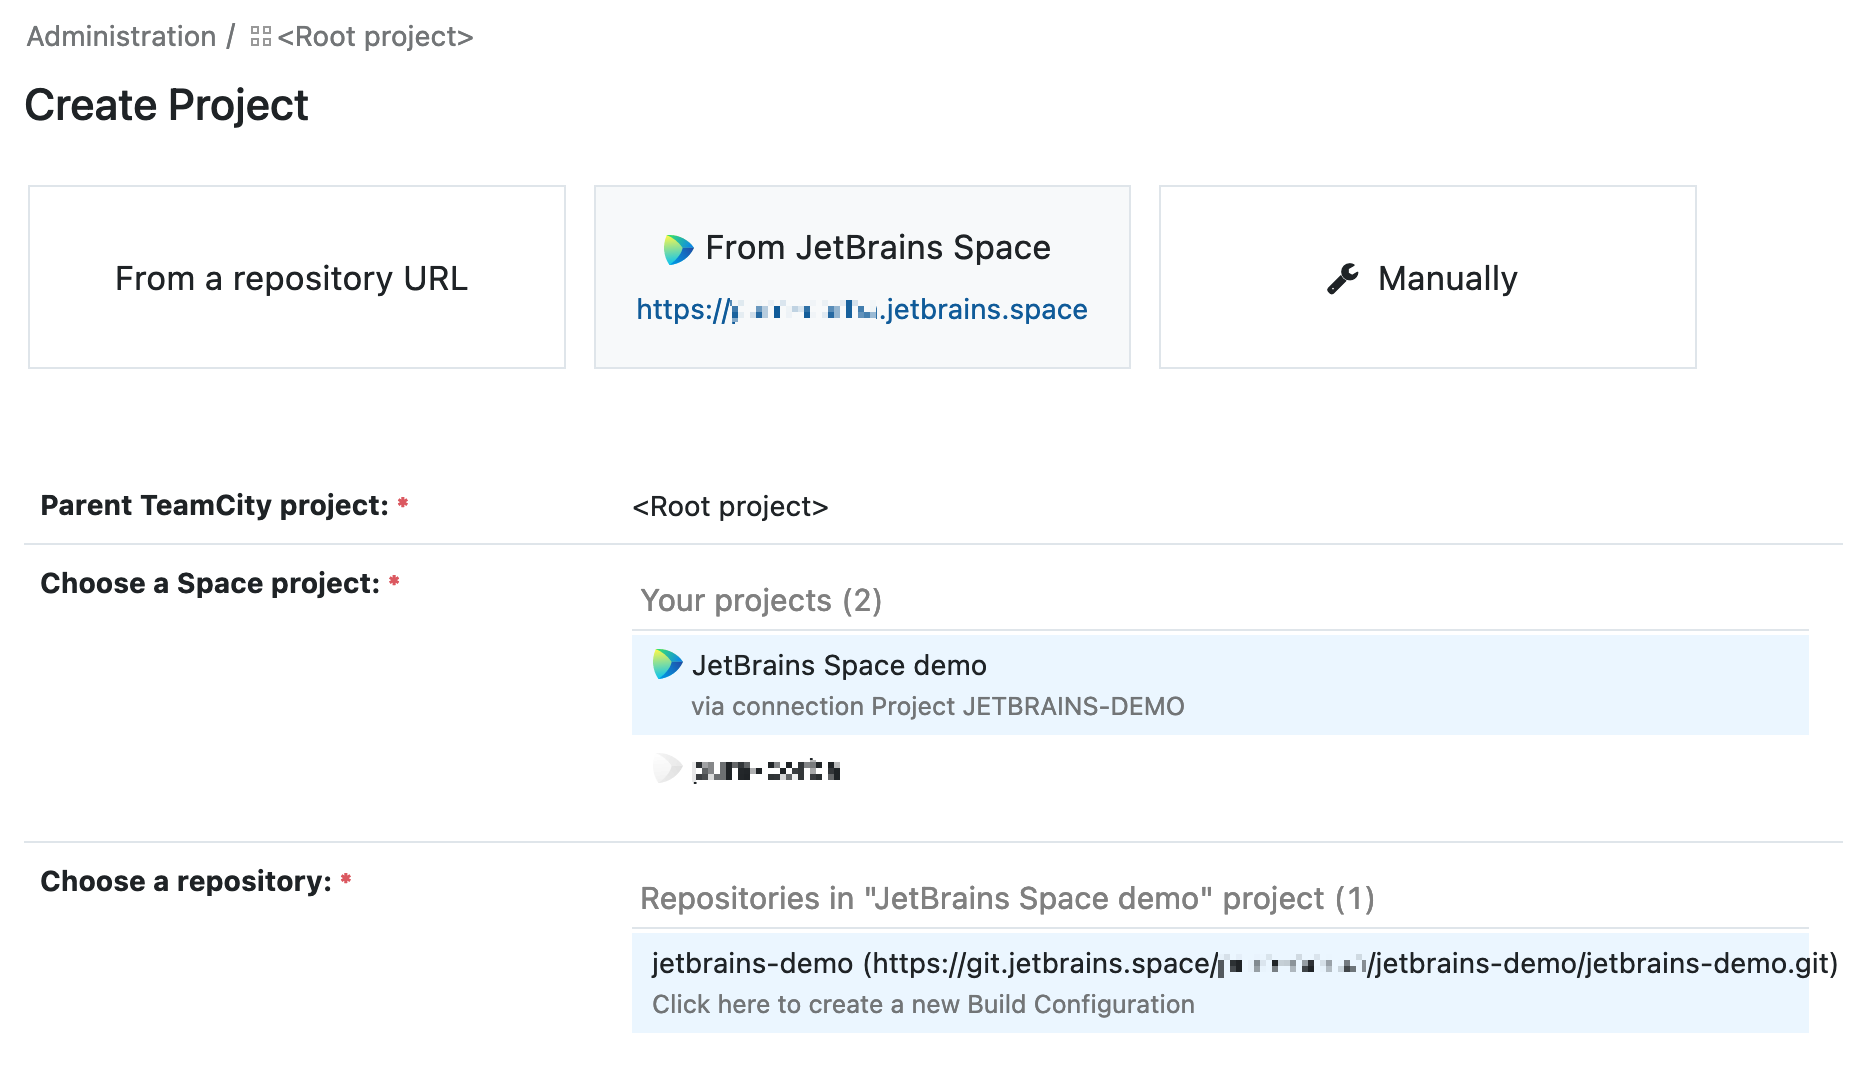 Administration / <Root project>
Create Project
From a repository URL
From JetBrains Space
https://.jetbrains.space
Manually
Parent TeamCity project: *
<Root project>
Choose a Space project: *
Your projects (2)
JetBrains Space demo
via connection Project JETBRAINS-DEMO
Choose a repository: *
Repositories in "JetBrains Space demo" project (1)
jetbrains-demo (https://git.jetbrains.space//jetbrains-demo/jetbrains-demo.git)
Click here to create a new Build Configuration